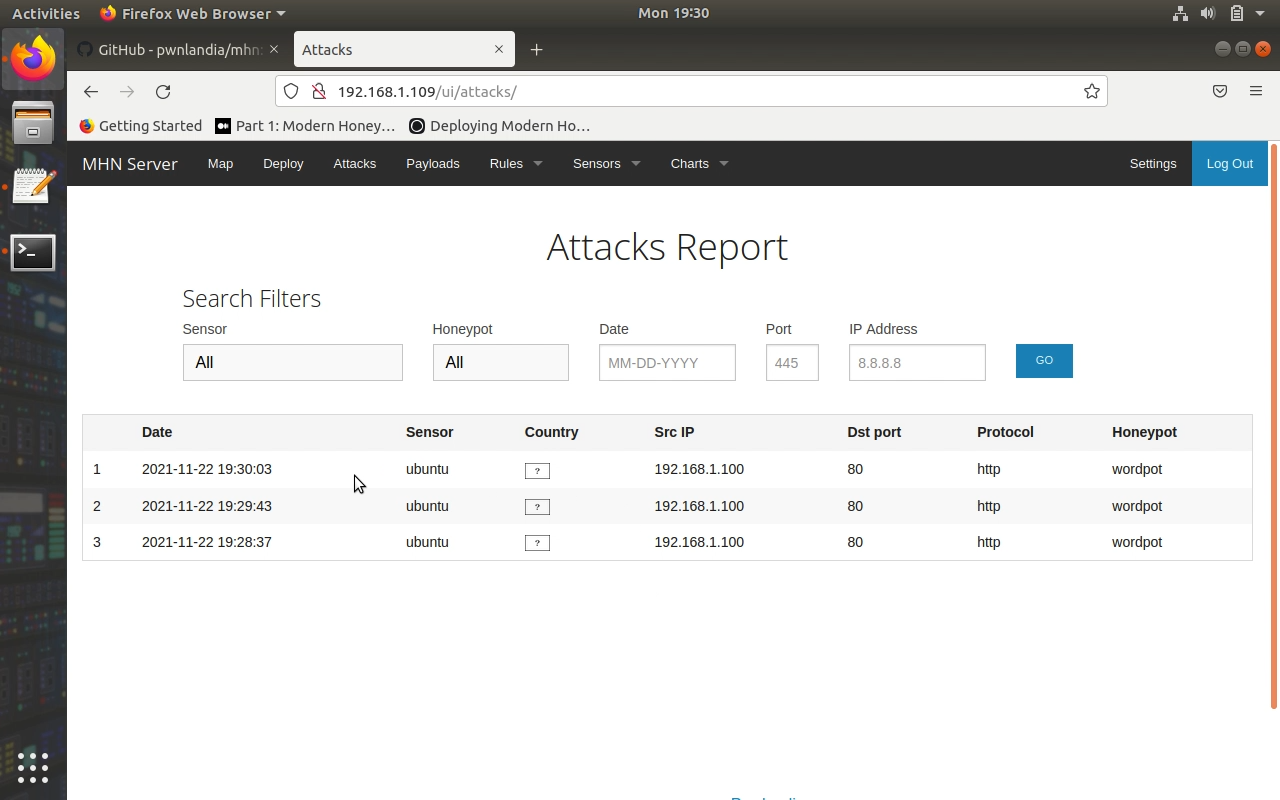 Activities Firefox Web Browser Mon 19:30
GitHub - pwnlandia/mhn: Attacks
192.168.1.109/ui/attacks/
Getting Started Part 1: Modern Honey… Deploying Modern Ho…
MHN Server Map Deploy Attacks Payloads Rules Sensors Charts Settings Log Out
Attacks Report
Search Filters
Sensor Honeypot Date Port IP Address
All All MM-DD-YYYY 445 8.8.8.8 GO
Date Sensor Country Src IP Dst port Protocol Honeypot
1 2021-11-22 19:30:03 ubuntu ? 192.168.1.100 80 http wordpot
2 2021-11-22 19:29:43 ubuntu ? 192.168.1.100 80 http wordpot
3 2021-11-22 19:28:37 ubuntu ? 192.168.1.100 80 http wordpot